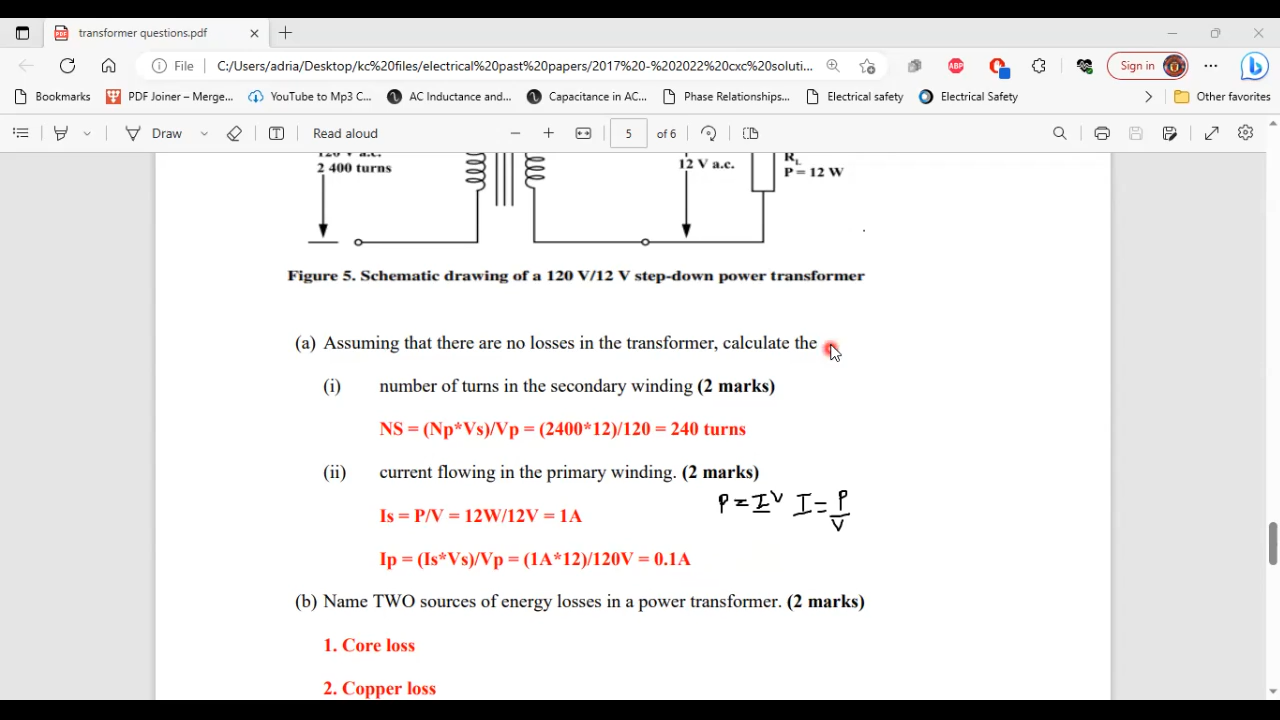 transformer questions.pdf
File C:/Users/adria/Desktop/kc%20files/electrical%20past%20papers/2017%20-%202022%20cxc%20soluti... Sign in
Bookmarks PDF Joiner – Merge... YouTube to Mp3 C... AC Inductance and... Capacitance in AC... Phase Relationships... Electrical safety Electrical Safety Other favorites
Draw Read aloud 5 of 6
120 V a.c. 12 V a.c. RL
2 400 turns P = 12 W
Figure 5. Schematic drawing of a 120 V/12 V step-down power transformer
(a) Assuming that there are no losses in the transformer, calculate the
(i) number of turns in the secondary winding (2 marks)
NS = (Np*Vs)/Vp = (2400*12)/120 = 240 turns
(ii) current flowing in the primary winding. (2 marks)
P = IV I = P/V
Is = P/V = 12W/12V = 1A
Ip = (Is*Vs)/Vp = (1A*12)/120V = 0.1A
(b) Name TWO sources of energy losses in a power transformer. (2 marks)
1. Core loss
2. Copper loss